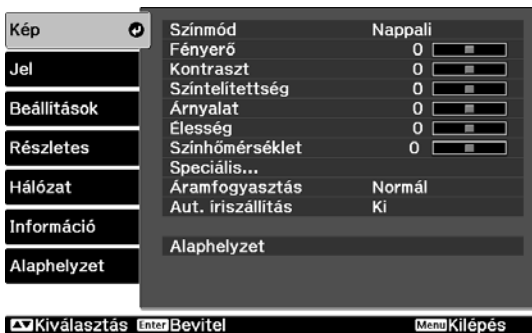 Kép
Jel
Beállítások
Részletes
Hálózat
Információ
Alaphelyzet
Színmód Nappali
Fényerő 0
Kontraszt 0
Színtelítettség 0
Árnyalat 0
Élesség 0
Színhőmérséklet 0
Speciális...
Áramfogyasztás Normál
Aut. íriszállítás Ki
Alaphelyzet
Kiválasztás Enter Bevitel Menu Kilépés